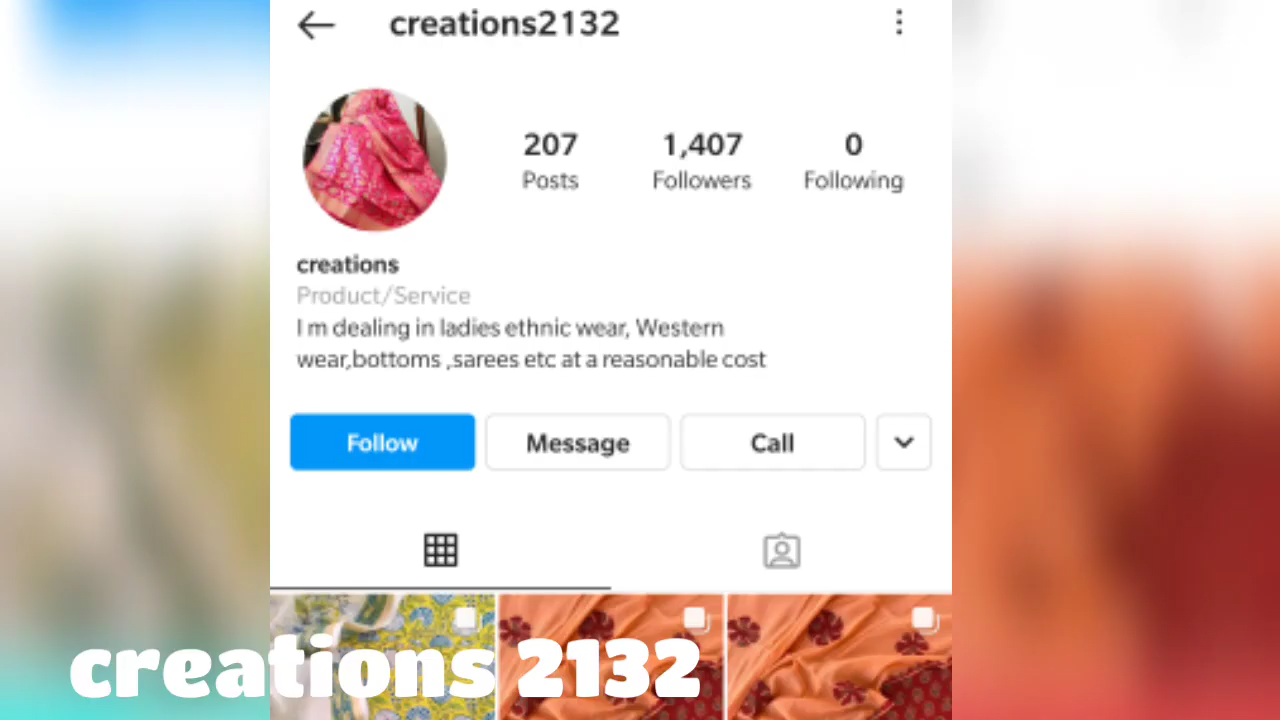 creations2132
207 1,407 0
Posts Followers Following
creations
Product/Service
I m dealing in ladies ethnic wear, Western
wear,bottoms ,sarees etc at a reasonable cost
Follow Message Call
creations 2132